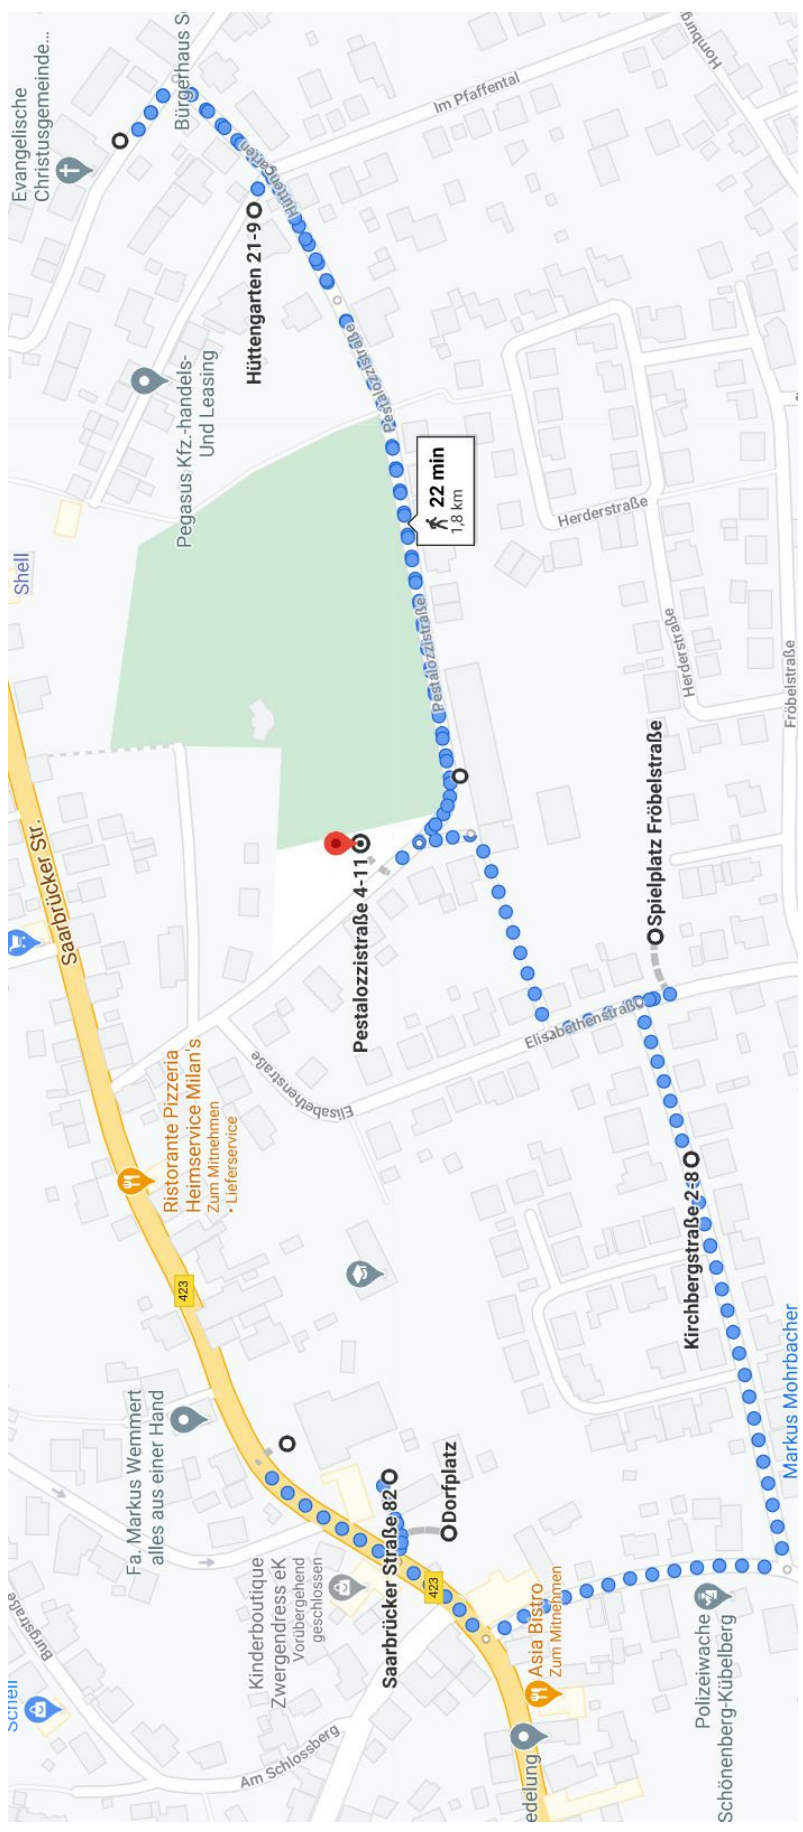 Evangelische
Christusgemeinde...
Bürgerhaus S
Im Pfaffental
Homburg
Hüttengarten
Hüttengarten 21-9
Pegasus Kfz.-handels-
Und Leasing
Pestalozzistraße
22 min
1,8 km
Herderstraße
Shell
Pestalozzistraße
Herderstraße
Fröbelstraße
Saarbrücker Str.
Pestalozzistraße 4-11
Spielplatz Fröbelstraße
Elisabethenstraße
Elisabethenstraße
Ristorante Pizzeria
Heimservice Milan's
Zum Mitnehmen
• Lieferservice
423
Kirchbergstraße 2-8
Markus Mohrbacher
Fa. Markus Wemmert
alles aus einer Hand
Saarbrücker Straße 82
Dorfplatz
Kinderboutique
Zwergendress eK
Vorübergehend
geschlossen
423
Burgstraße
Am Schlossberg
Asia Bistro
Zum Mitnehmen
Polizeiwache
Schönenberg-Kübelberg
edelung